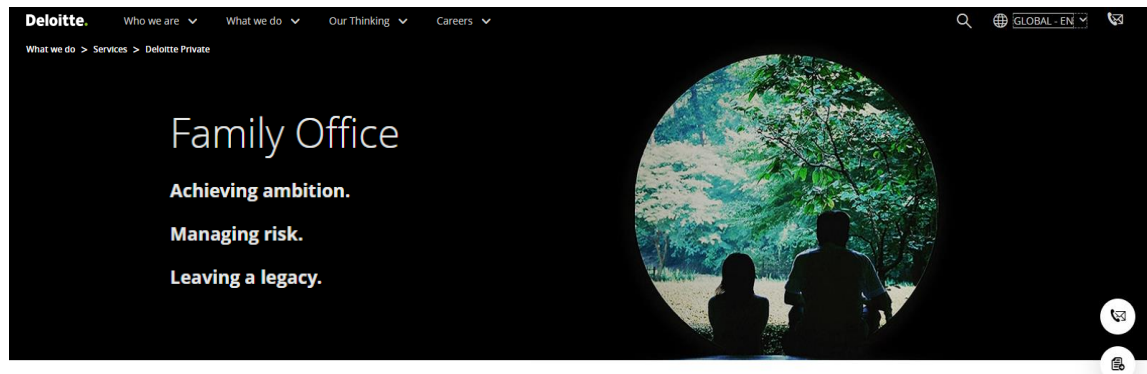 Deloitte. Who we are What we do Our Thinking Careers GLOBAL - EN
What we do > Services > Deloitte Private
Family Office
Achieving ambition.
Managing risk.
Leaving a legacy.